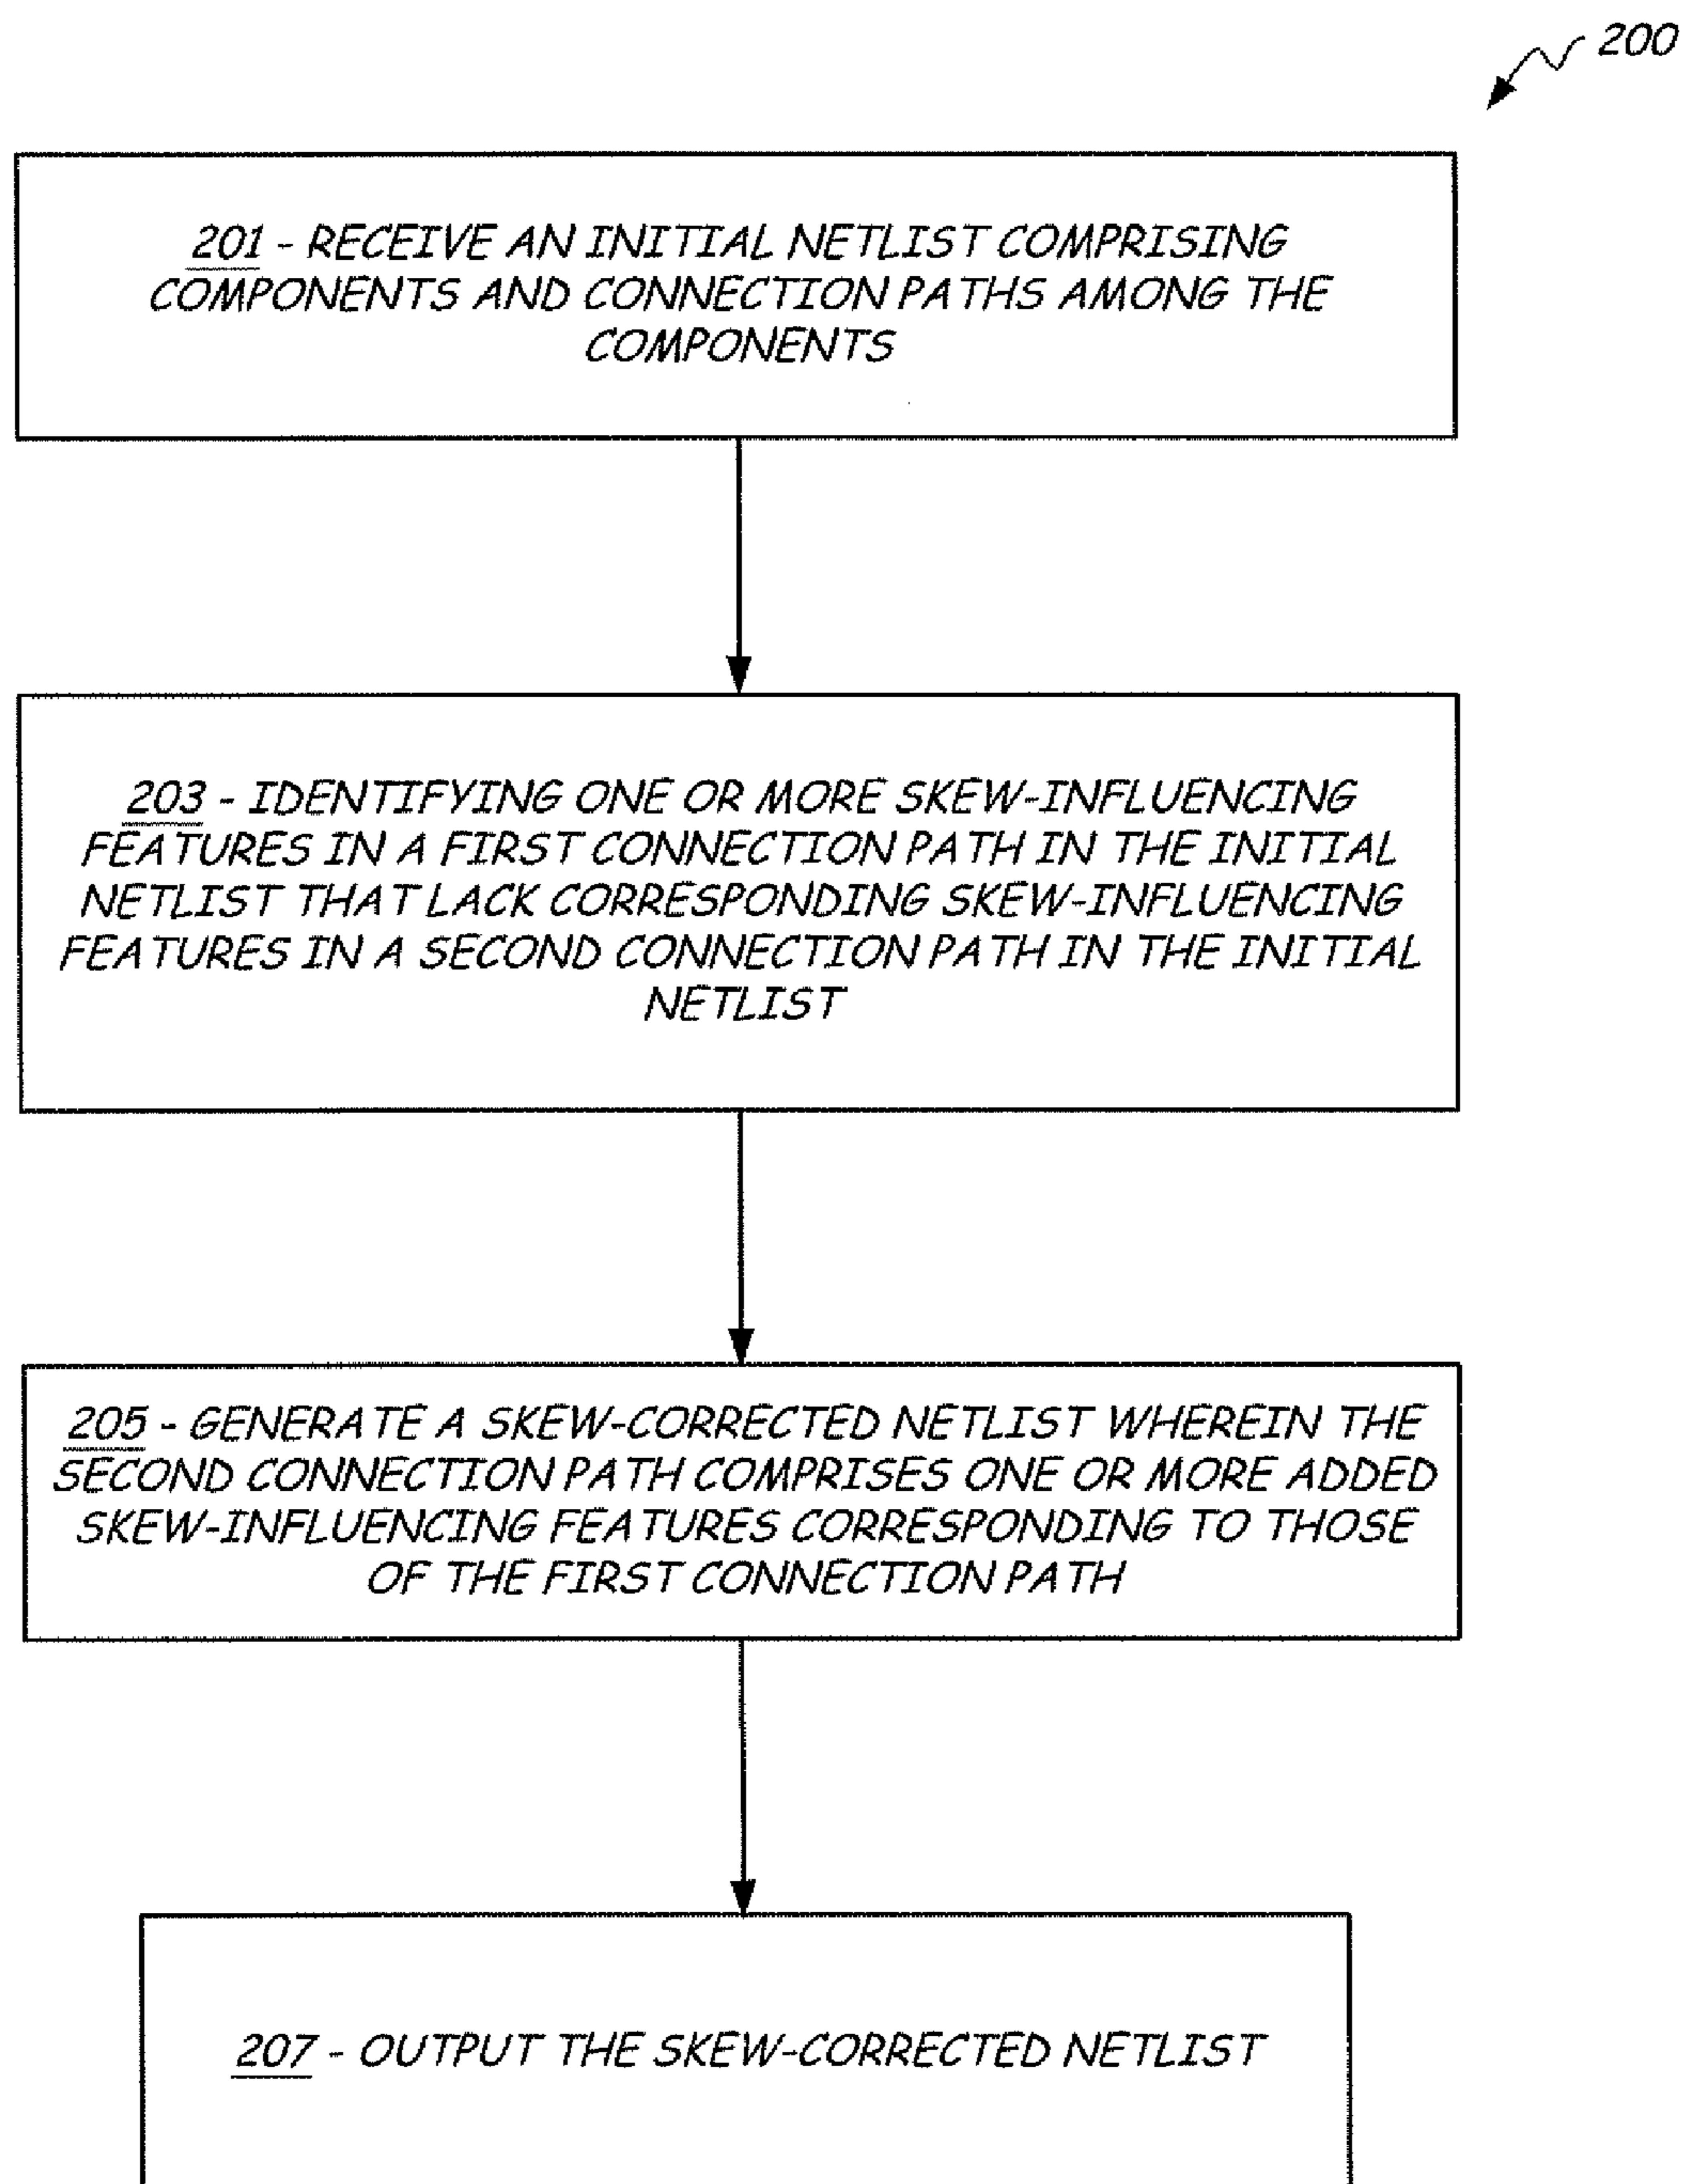 200
201 - RECEIVE AN INITIAL NETLIST COMPRISING
COMPONENTS AND CONNECTION PATHS AMONG THE
COMPONENTS
203 - IDENTIFYING ONE OR MORE SKEW-INFLUENCING
FEATURES IN A FIRST CONNECTION PATH IN THE INITIAL
NETLIST THAT LACK CORRESPONDING SKEW-INFLUENCING
FEATURES IN A SECOND CONNECTION PATH IN THE INITIAL
NETLIST
205 - GENERATE A SKEW-CORRECTED NETLIST WHEREIN THE
SECOND CONNECTION PATH COMPRISES ONE OR MORE ADDED
SKEW-INFLUENCING FEATURES CORRESPONDING TO THOSE
OF THE FIRST CONNECTION PATH
207 - OUTPUT THE SKEW-CORRECTED NETLIST